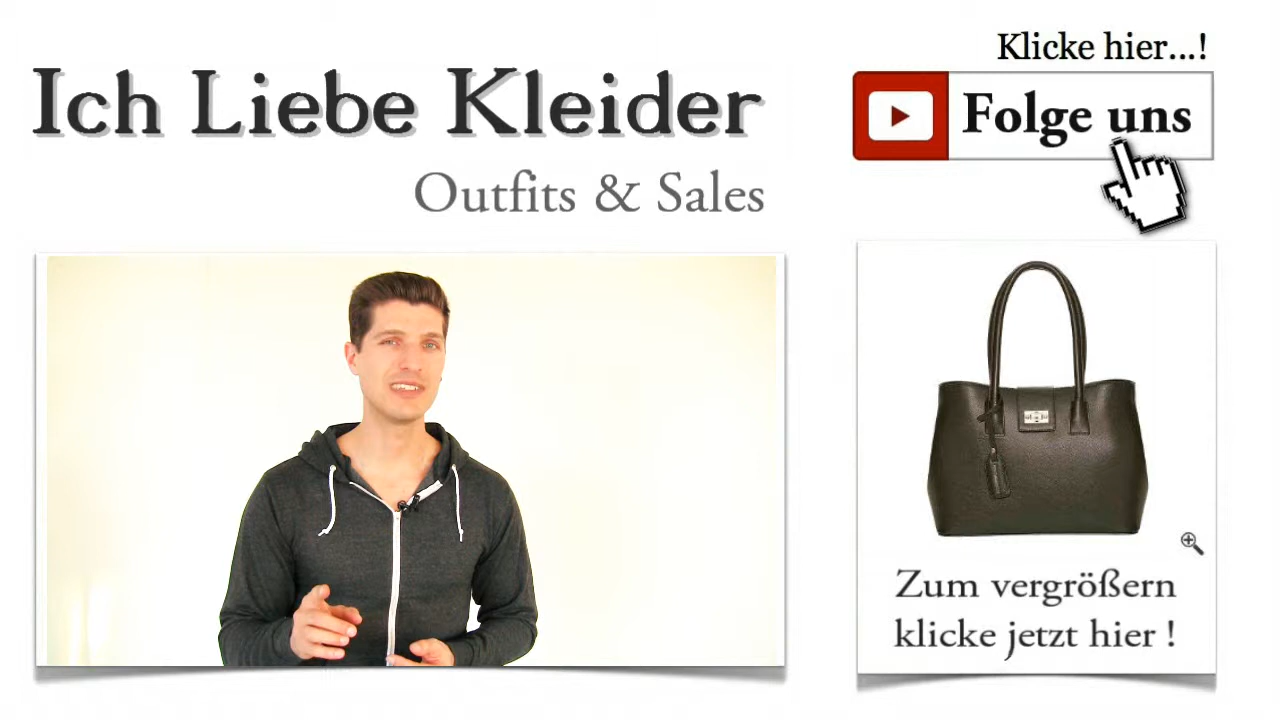 Ich Liebe Kleider
Outfits & Sales
Klicke hier...!
Folge uns
Zum vergrößern
klicke jetzt hier !